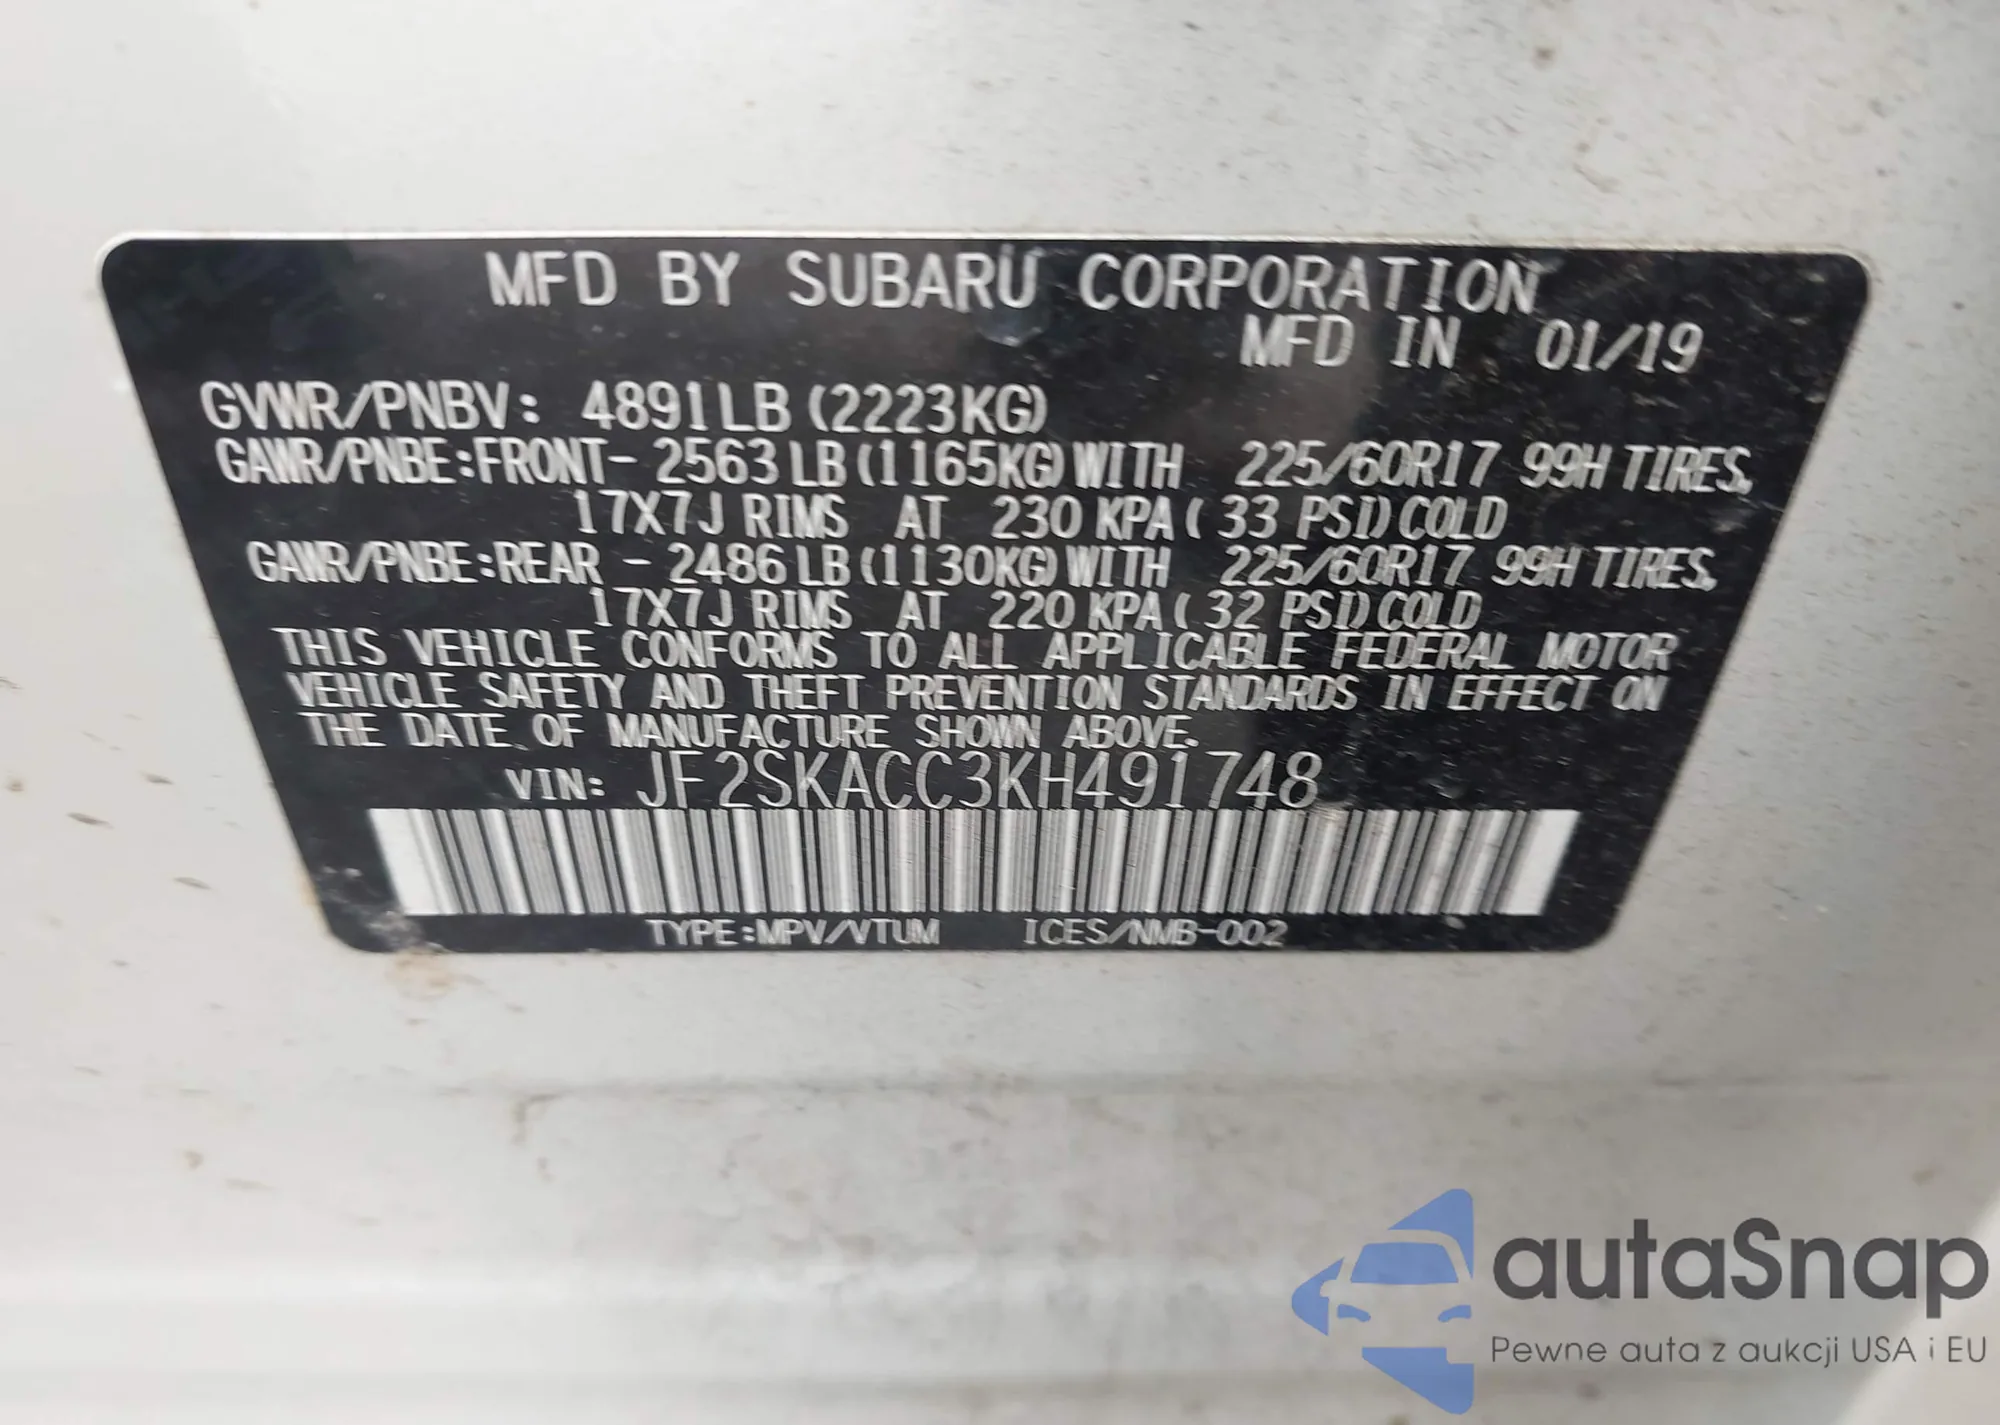 MFD BY SUBARU CORPORATION
MFD IN 01/19
GVWR/PNBV: 4891LB (2223KG)
GAWR/PNBE:FRONT- 2563 LB (1165KG) WITH 225/60R17 99H TIRES,
17X7J RIMS AT 230 KPA ( 33 PSI) COLD
GAWR/PNBE:REAR - 2486 LB (1130KG) WITH 225/60R17 99H TIRES,
17X7J RIMS AT 220 KPA ( 32 PSI) COLD
THIS VEHICLE CONFORMS TO ALL APPLICABLE FEDERAL MOTOR
VEHICLE SAFETY AND THEFT PREVENTION STANDARDS IN EFFECT ON
THE DATE OF MANUFACTURE SHOWN ABOVE.
VIN: JF2SKACC3KH491748
TYPE:MPV/VTUM ICES/NMB-002
autaSnap
Pewne auta z aukcji USA i EU